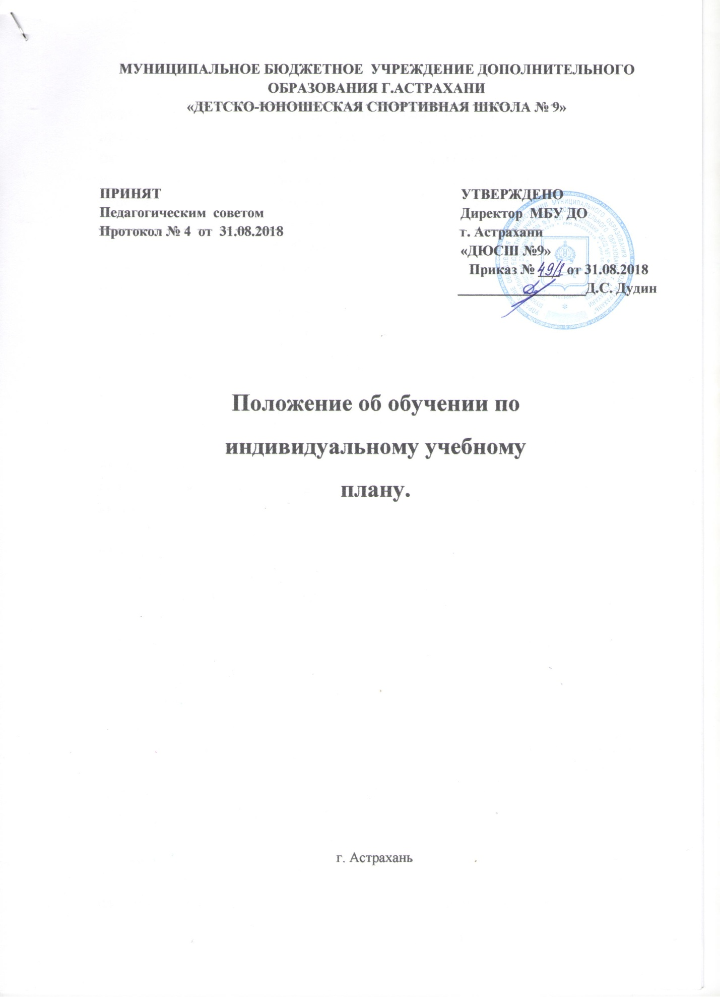 МУНИЦИПАЛЬНОЕ БЮДЖЕТНОЕ УЧРЕЖДЕНИЕ ДОПОЛНИТЕЛЬНОГО
ОБРАЗОВАНИЯ Г.АСТРАХАНИ
«ДЕТСКО-ЮНОШЕСКАЯ СПОРТИВНАЯ ШКОЛА № 9»
ПРИНЯТ
Педагогическим советом
Протокол № 4 от 31.08.2018
УТВЕРЖДЕНО
Директор МБУ ДО
г. Астрахани
«ДЮСШ №9»
Приказ № 49/1 от 31.08.2018
Д.С. Дудин
Положение об обучении по
индивидуальному учебному
плану.
г. Астрахань